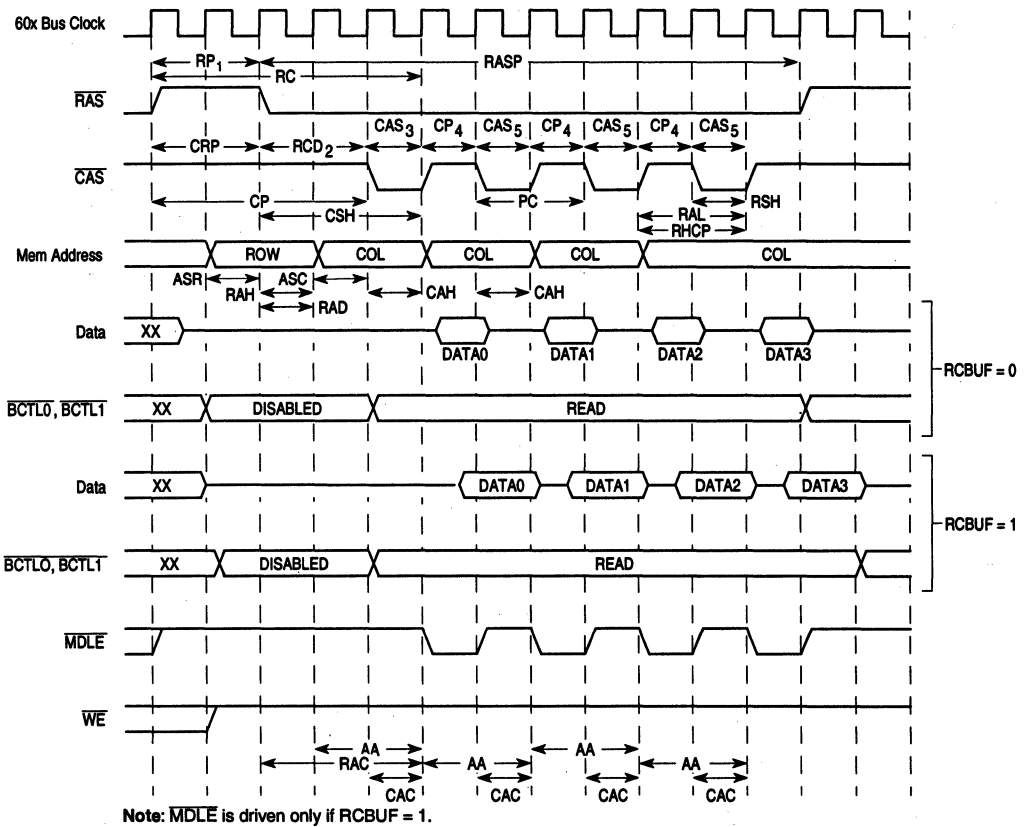 60x Bus Clock
RP1 RASP
RC
RAS
CAS3 CP4 CAS5 CP4 CAS5 CP4 CAS5
CRP RCD2
CAS
CP PC RSH
CSH RAL
RHCP
Mem Address ROW COL COL COL COL
ASR ASC
RAH CAH CAH
RAD
Data XX
DATA0 DATA1 DATA2 DATA3
RCBUF = 0
BCTL0, BCTL1 XX DISABLED READ
Data XX DATA0 DATA1 DATA2 DATA3
RCBUF = 1
BCTLO, BCTL1 XX DISABLED READ
MDLE
WE
AA AA
RAC AA AA
CAC CAC CAC CAC
Note: MDLE is driven only if RCBUF = 1.